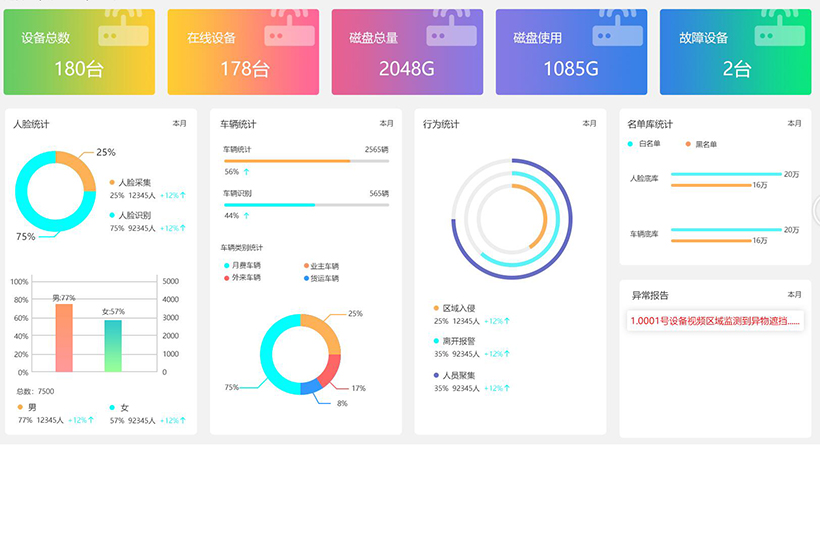 设备总数
180台
在线设备
178台
磁盘总量
2048G
磁盘使用
1085G
故障设备
2台
人脸统计 本月
25%
75%
人脸采集
25% 12345人 +12%↑
人脸识别
75% 92345人 +12%↑
100% 5000
80% 4000
60% 3000
40% 2000
20% 1000
0% 0
男:77%
女:57%
总数: 7500
男
77% 12345人 +12%↑
女
57% 92345人 +12%↑
车辆统计 本月
车辆统计 2565辆
56% ↑
车辆识别 565辆
44% ↑
车辆类别统计
月费车辆 业主车辆
外来车辆 货运车辆
25%
75%
17%
8%
行为统计 本月
区域入侵
25% 12345人 +12%↑
离开报警
35% 92345人 +12%↑
人员聚集
35% 92345人 +12%↑
名单库统计 本月
白名单 黑名单
人脸底库 20万
16万
车辆底库 20万
16万
异常报告 本月
1.0001号设备视频区域监测到异物遮挡......